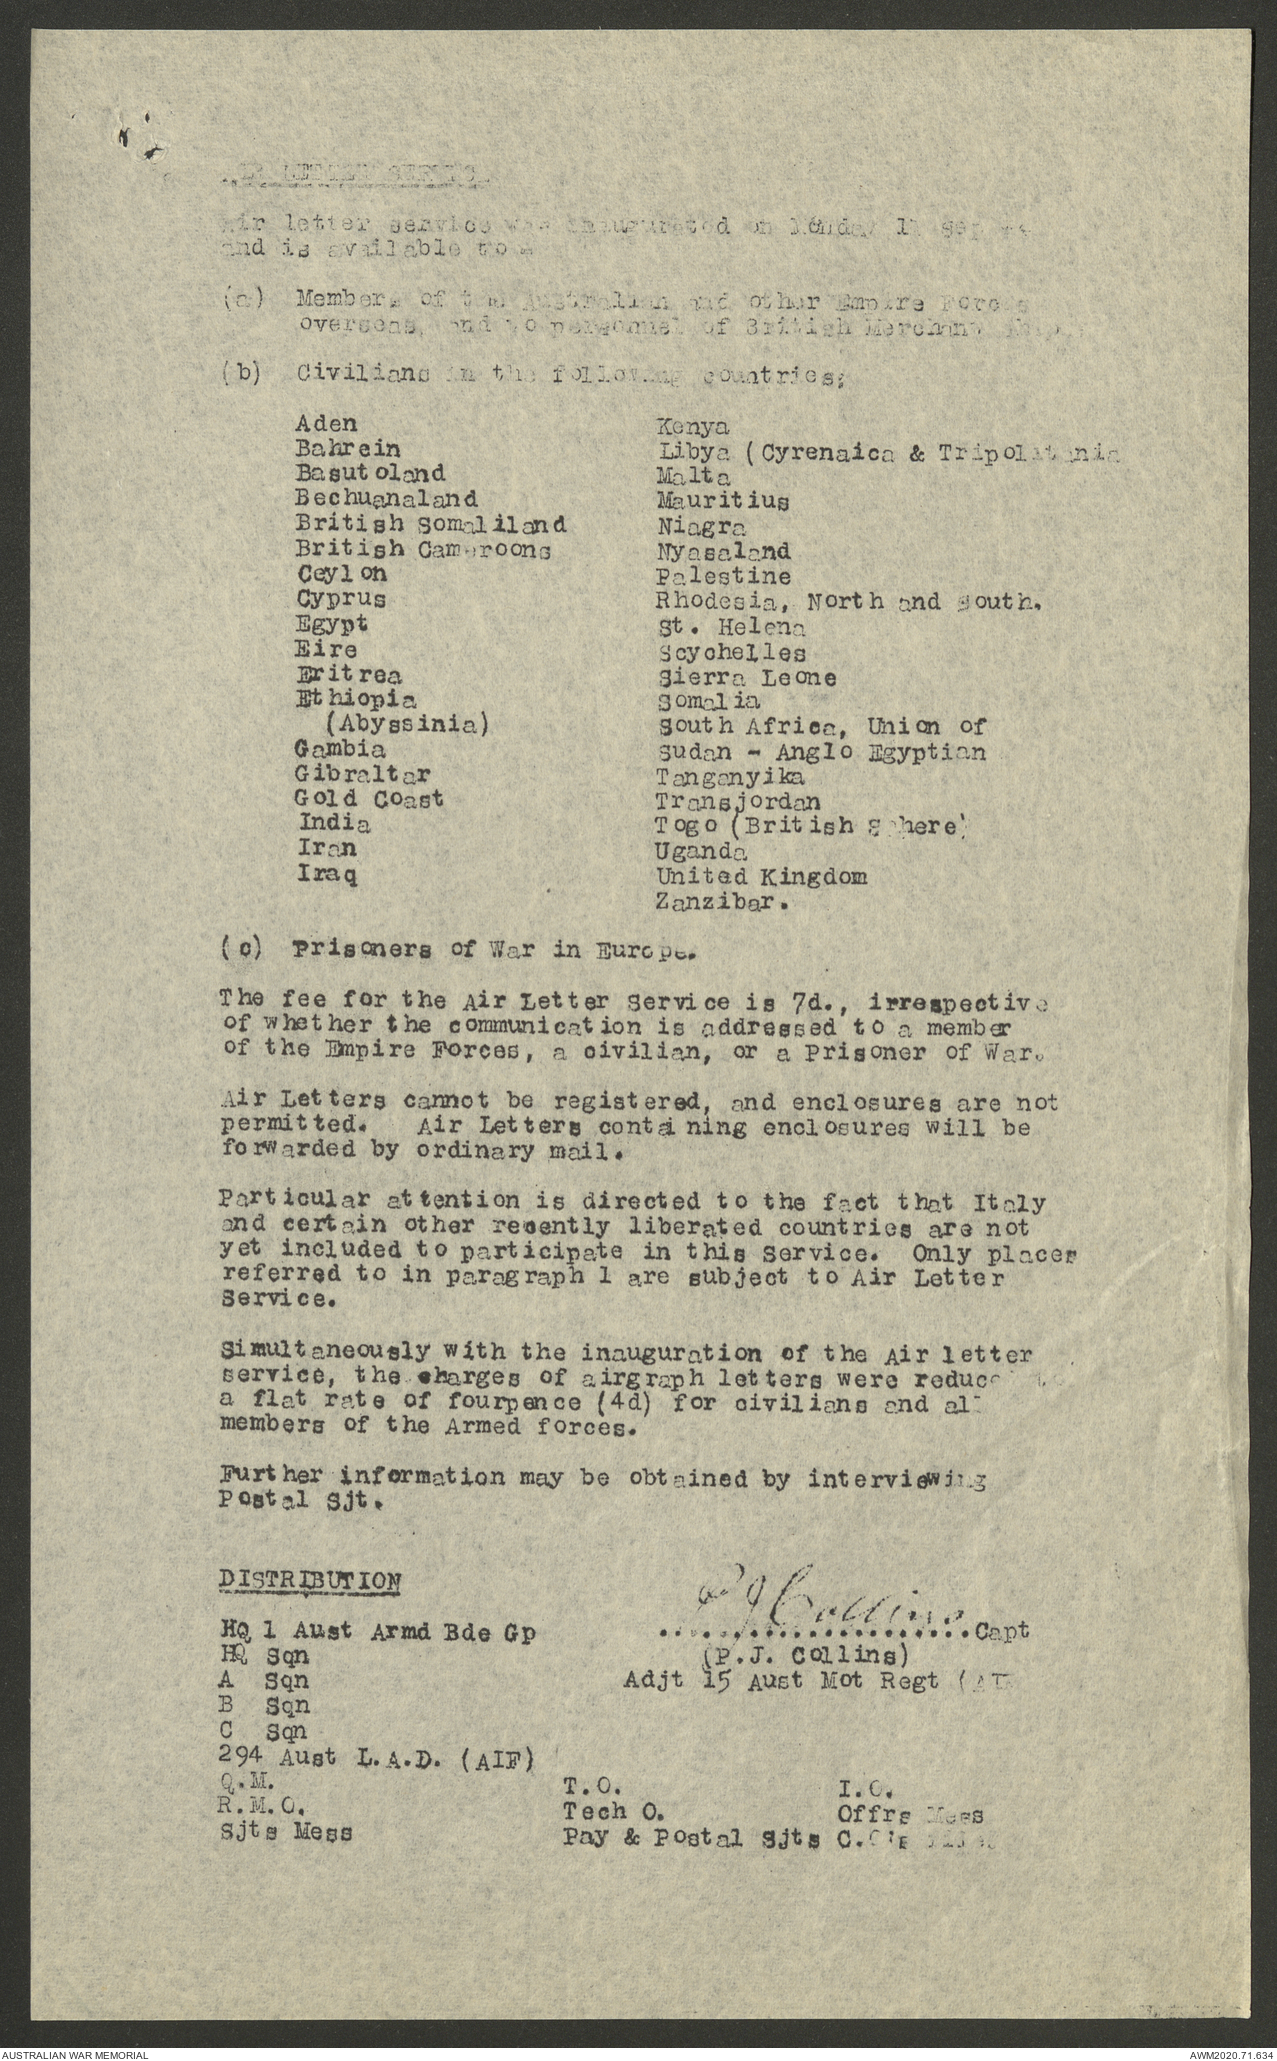 AIR LETTER SERVICE
Air letter service was inaugurated on Monday 11 Sep
and is available to :-
(a) Members of the Australian and other Empire Forces
overseas, and to personnel of British Merchant
(b) Civilians in the following countries;
Aden
Bahrein
Basutoland
Bechuanaland
British Somaliland
British Cameroons
Ceylon
Cyprus
Egypt
Eire
Eritrea
Ethiopia
(Abyssinia)
Gambia
Gibraltar
Gold Coast
India
Iran
Iraq
Kenya
Libya (Cyrenaica & Tripolitania
Malta
Mauritius
Niagra
Nyasaland
Palestine
Rhodesia, North and South.
St. Helena
Scychelles
Sierra Leone
Somalia
South Africa, Union of
Sudan - Anglo Egyptian
Tanganyika
Transjordan
Togo (British Sphere)
Uganda
United Kingdom
Zanzibar.
(c) Prisoners of War in Europe.
The fee for the Air Letter Service is 7d., irrespective
of whether the communication is addressed to a member
of the Empire Forces, a civilian, or a Prisoner of War.
Air Letters cannot be registered, and enclosures are not
permitted. Air Letters containing enclosures will be
forwarded by ordinary mail.
Particular attention is directed to the fact that Italy
and certain other recently liberated countries are not
yet included to participate in this Service. Only places
referred to in paragraph 1 are subject to Air Letter
Service.
Simultaneously with the inauguration of the Air letter
service, the charges of airgraph letters were reduced to
a flat rate of fourpence (4d) for civilians and all
members of the Armed forces.
Further information may be obtained by interviewing
Postal Sjt.
DISTRIBUTION
HQ 1 Aust Armd Bde Gp
HQ Sqn
A Sqn
B Sqn
C Sqn
294 Aust L.A.D. (AIF)
Q.M.
R.M.O.
Sjts Mess
P J Collins
....................Capt
(P.J. Collins)
Adjt 15 Aust Mot Regt (AIF
T.O.
Tech O.
Pay & Postal Sjts
I.O.
Offrs Mess
C.O's
AUSTRALIAN WAR MEMORIAL
AWM2020.71.634